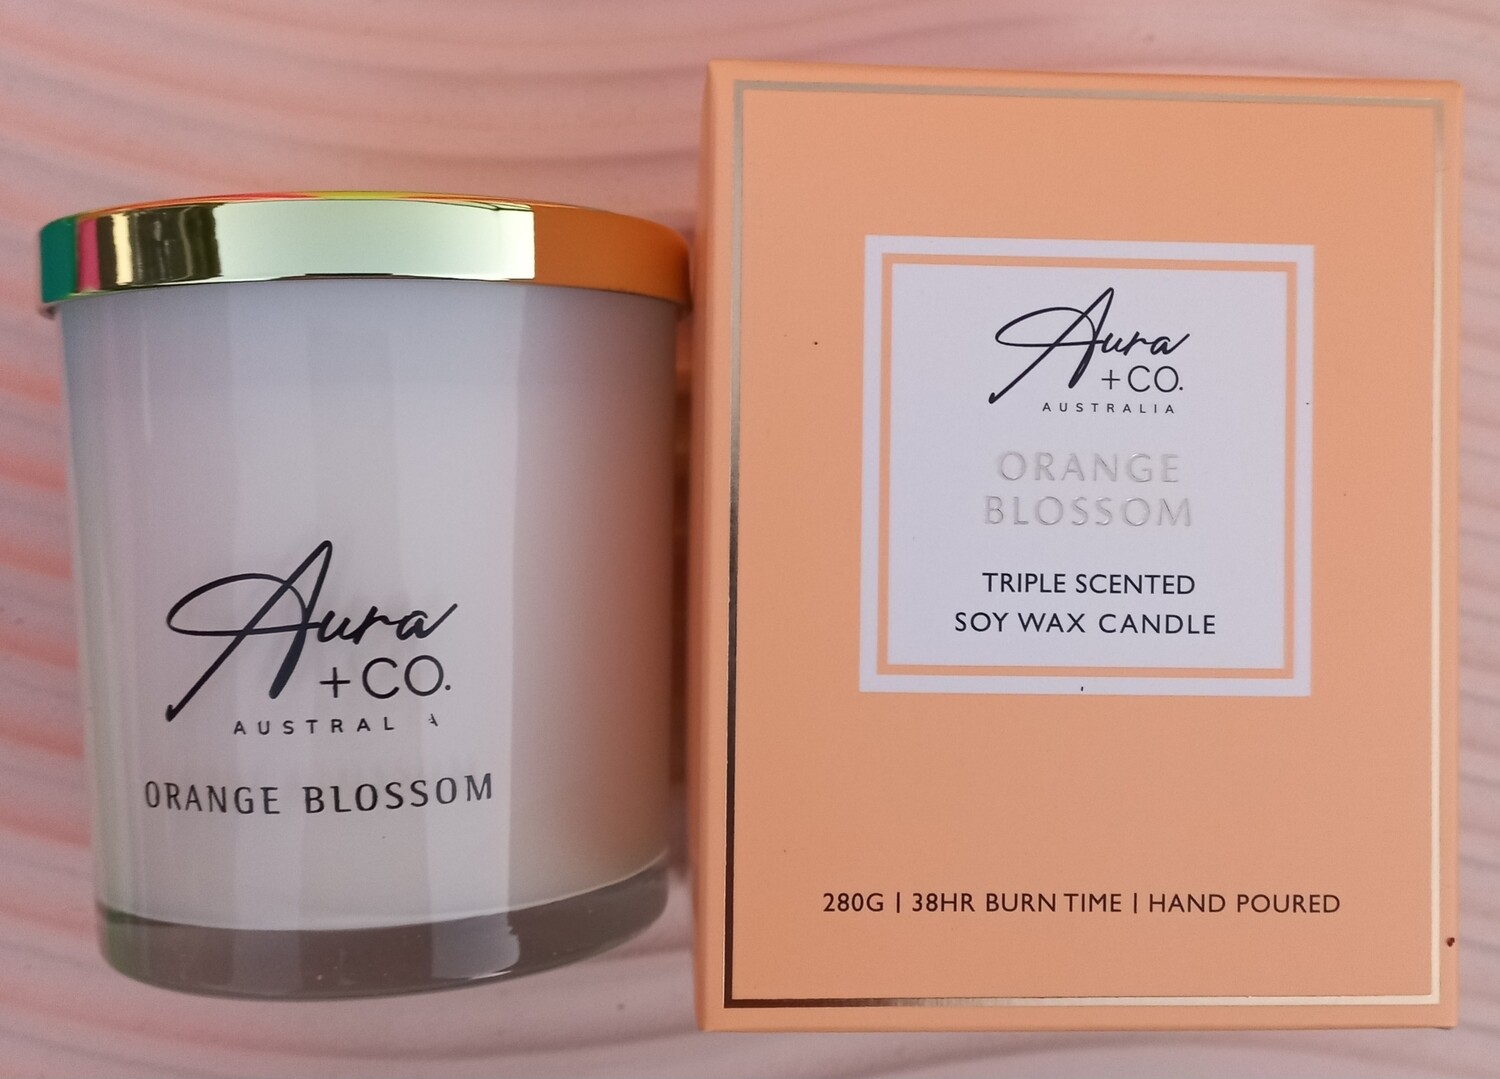 Aura
+CO.
AUSTRAL A
ORANGE BLOSSOM
Aura
+CO.
AUSTRALIA
ORANGE
BLOSSOM
TRIPLE SCENTED
SOY WAX CANDLE
280G | 38HR BURN TIME | HAND POURED